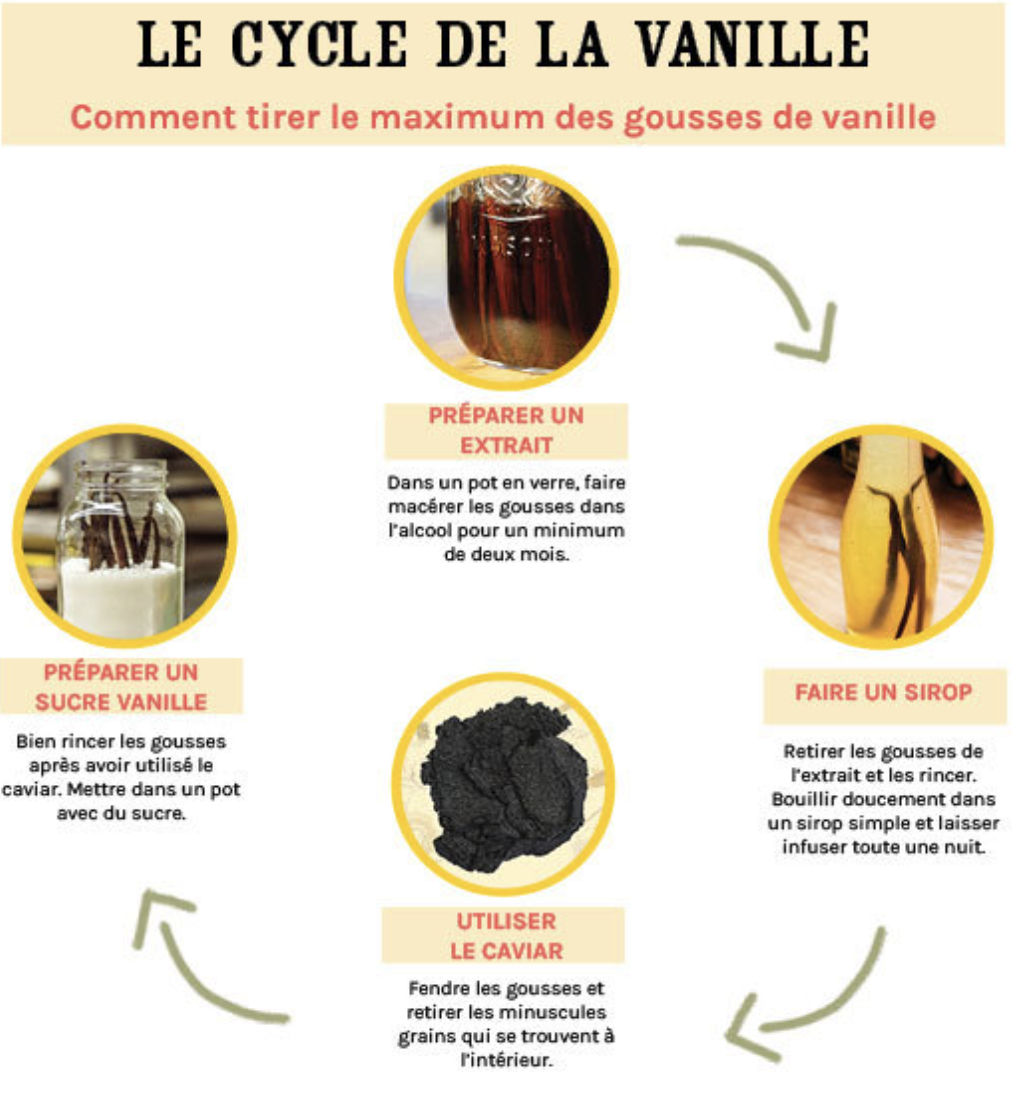 LE CYCLE DE LA VANILLE
Comment tirer le maximum des gousses de vanille
PRÉPARER UN
EXTRAIT
Dans un pot en verre, faire
macérer les gousses dans
l'alcool pour un minimum
de deux mois.
FAIRE UN SIROP
Retirer les gousses de
l'extrait et les rincer.
Bouillir doucement dans
un sirop simple et laisser
infuser toute une nuit.
UTILISER
LE CAVIAR
Fendre les gousses et
retirer les minuscules
grains qui se trouvent à
l'intérieur.
PRÉPARER UN
SUCRE VANILLE
Bien rincer les gousses
après avoir utilisé le
caviar. Mettre dans un pot
avec du sucre.